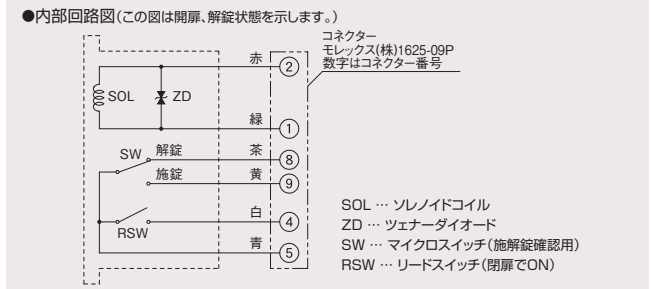 ●内部回路図(この図は開扉、解錠状態を示します。)
コネクター
モレックス(株)1625-09P
数字はコネクター番号
赤
②
SOL
ZD
緑
①
SW
解錠
茶
⑧
施錠
黄
⑨
白
④
RSW
青
⑤
SOL … ソレノイドコイル
ZD … ツェナーダイオード
SW … マイクロスイッチ(施解錠確認用)
RSW … リードスイッチ(閉扉でON)